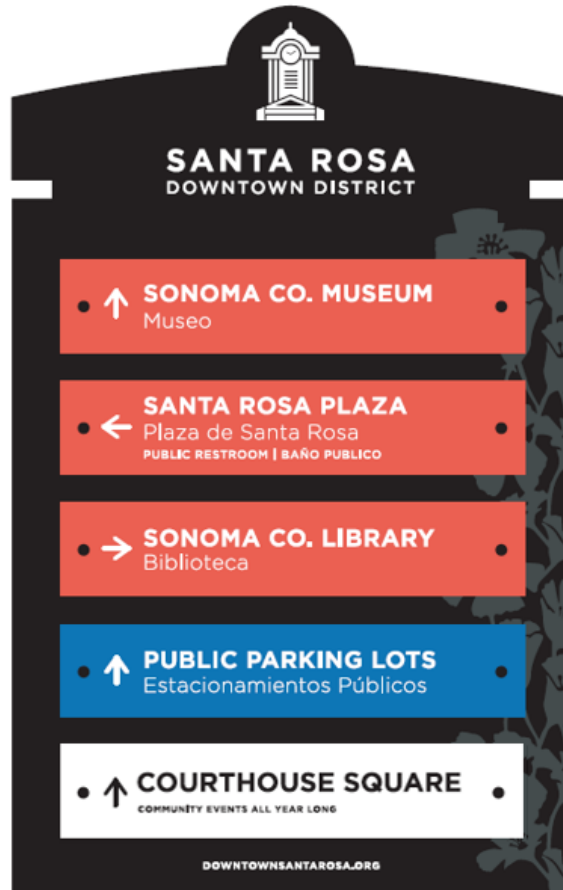 SANTA ROSA
DOWNTOWN DISTRICT
↑ SONOMA CO. MUSEUM
Museo
← SANTA ROSA PLAZA
Plaza de Santa Rosa
PUBLIC RESTROOM | BAÑO PUBLICO
→ SONOMA CO. LIBRARY
Biblioteca
↑ PUBLIC PARKING LOTS
Estacionamientos Públicos
↑ COURTHOUSE SQUARE
COMMUNITY EVENTS ALL YEAR LONG
DOWNTOWNSANTAROSA.ORG